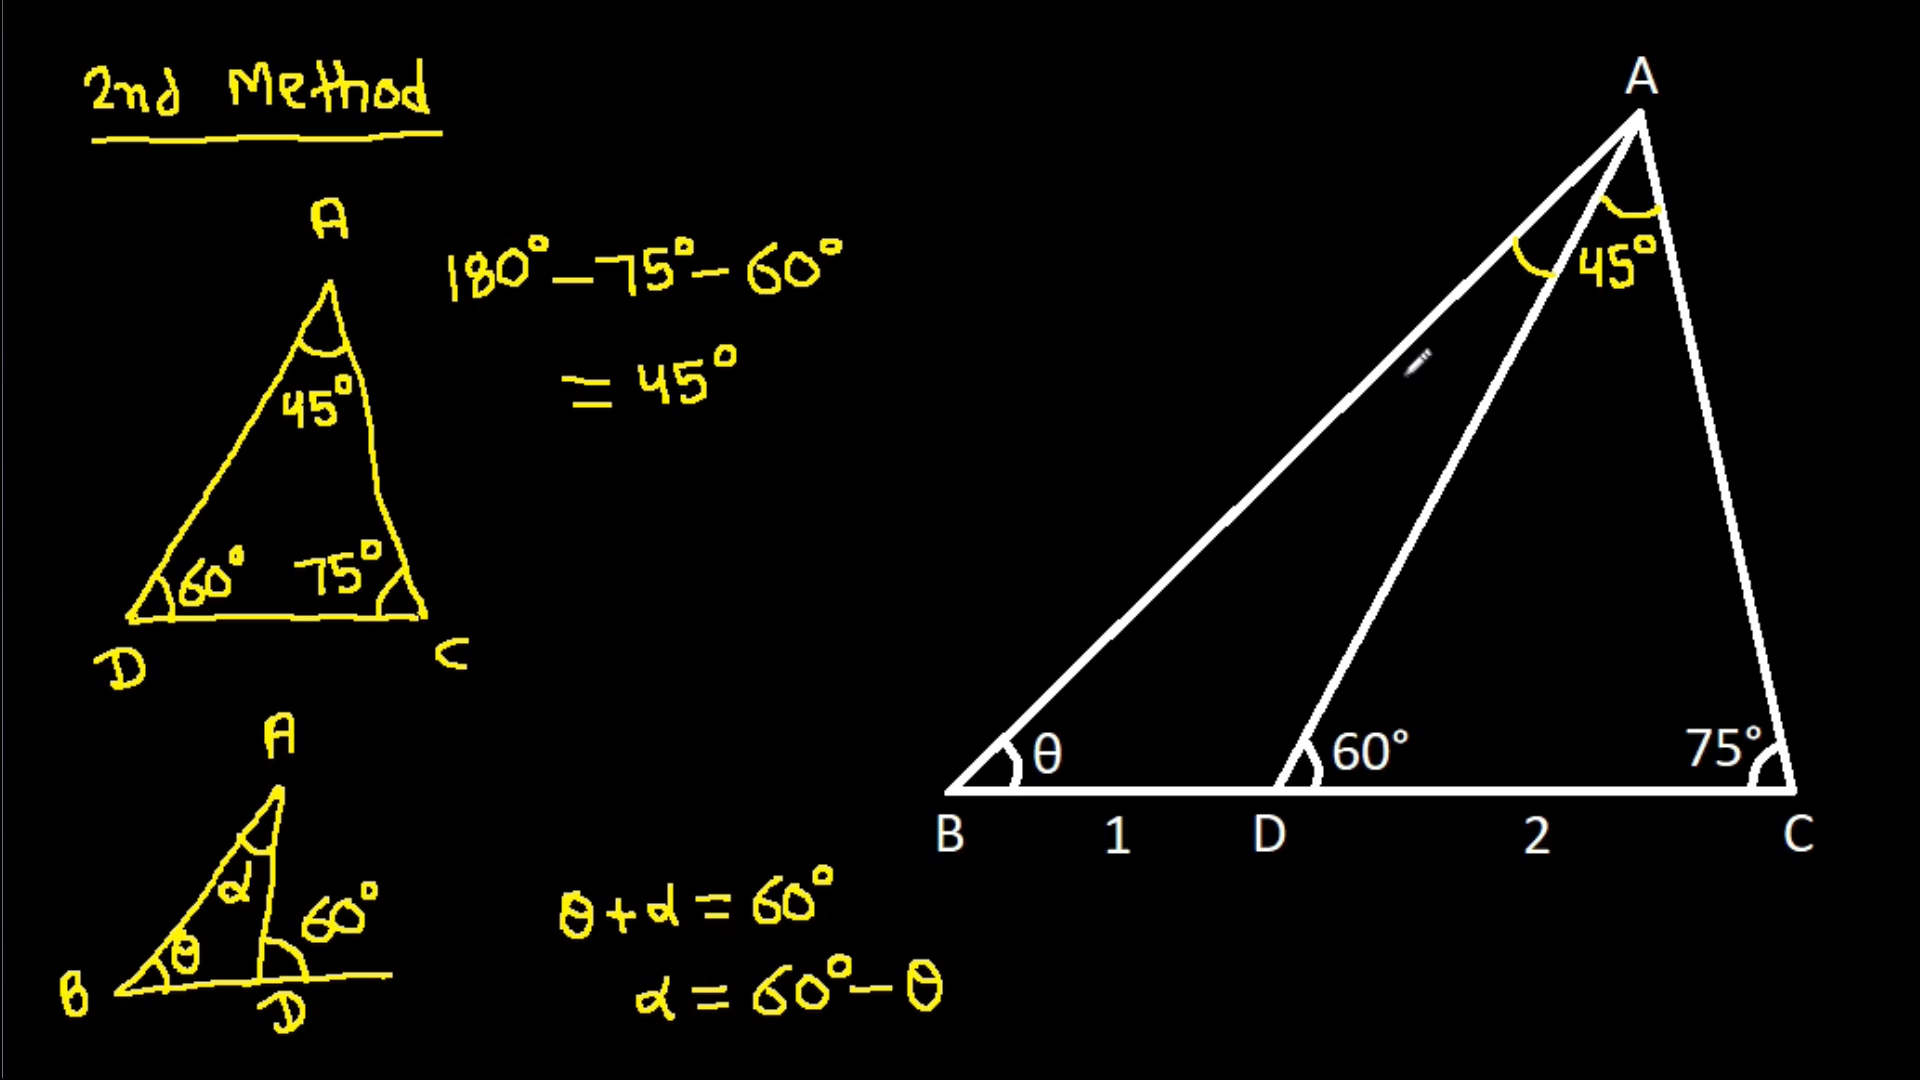 2nd Method
A
180° – 75° – 60°
= 45°
45°
60° 75°
D C
A
α
θ 60°
B D
θ + α = 60°
α = 60° – θ
A
45°
θ 60° 75°
B 1 D 2 C